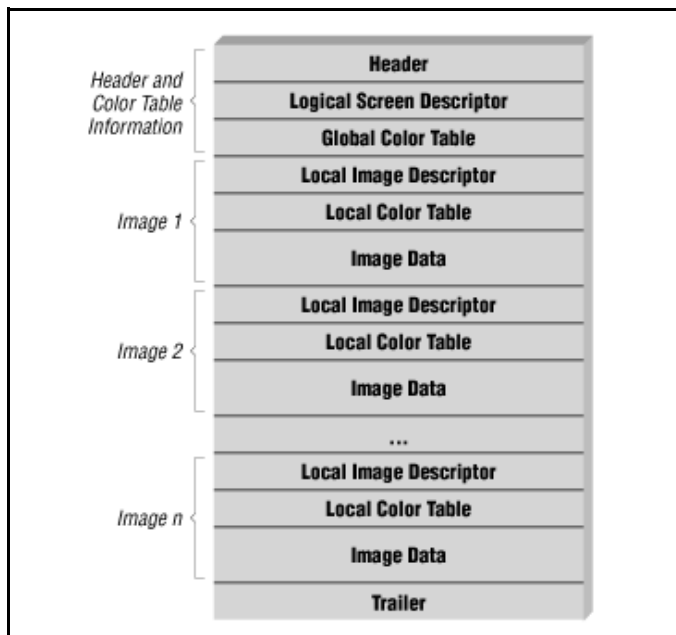 Header and
Color Table
Information
Header
Logical Screen Descriptor
Global Color Table
Image 1
Local Image Descriptor
Local Color Table
Image Data
Image 2
Local Image Descriptor
Local Color Table
Image Data
...
Image n
Local Image Descriptor
Local Color Table
Image Data
Trailer